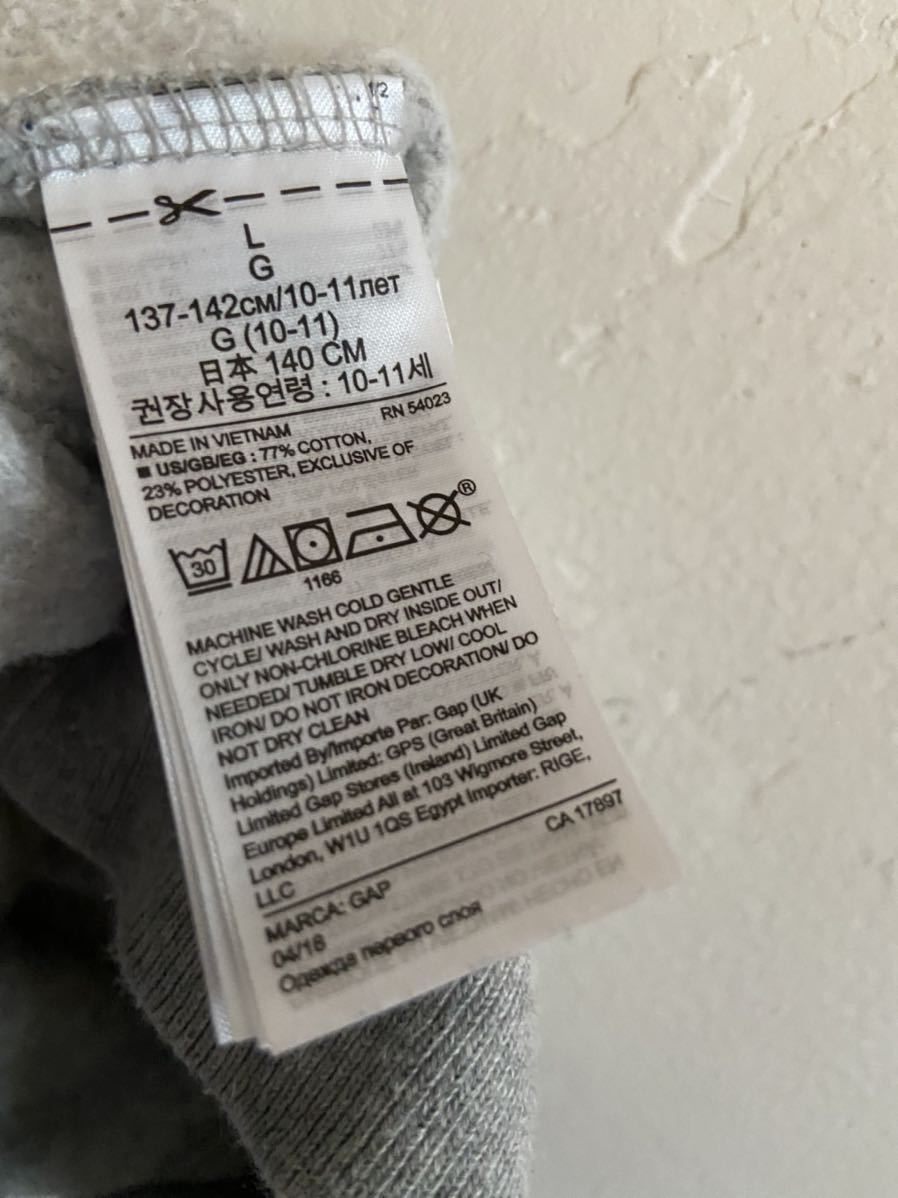 1/2
L
G
137-142см/10-11лет
G (10-11)
日本 140 CM
권장사용연령 : 10-11세
RN 54023
MADE IN VIETNAM
■ US/GB/EG : 77% COTTON,
23% POLYESTER, EXCLUSIVE OF
DECORATION
30
®
1166
MACHINE WASH COLD GENTLE
CYCLE/ WASH AND DRY INSIDE OUT/
ONLY NON-CHLORINE BLEACH WHEN
NEEDED/ TUMBLE DRY LOW/ COOL
IRON/ DO NOT IRON DECORATION/ DO
NOT DRY CLEAN
Imported By/Importe Par: Gap (UK
Holdings) Limited: GPS (Great Britain)
Limited Gap Stores (Ireland) Limited Gap
Europe Limited All at 103 Wigmore Street,
London, W1U 1QS Egypt Importer: RIGE,
LLC
CA 17897
MARCA: GAP
04/18
Одежда первого слоя